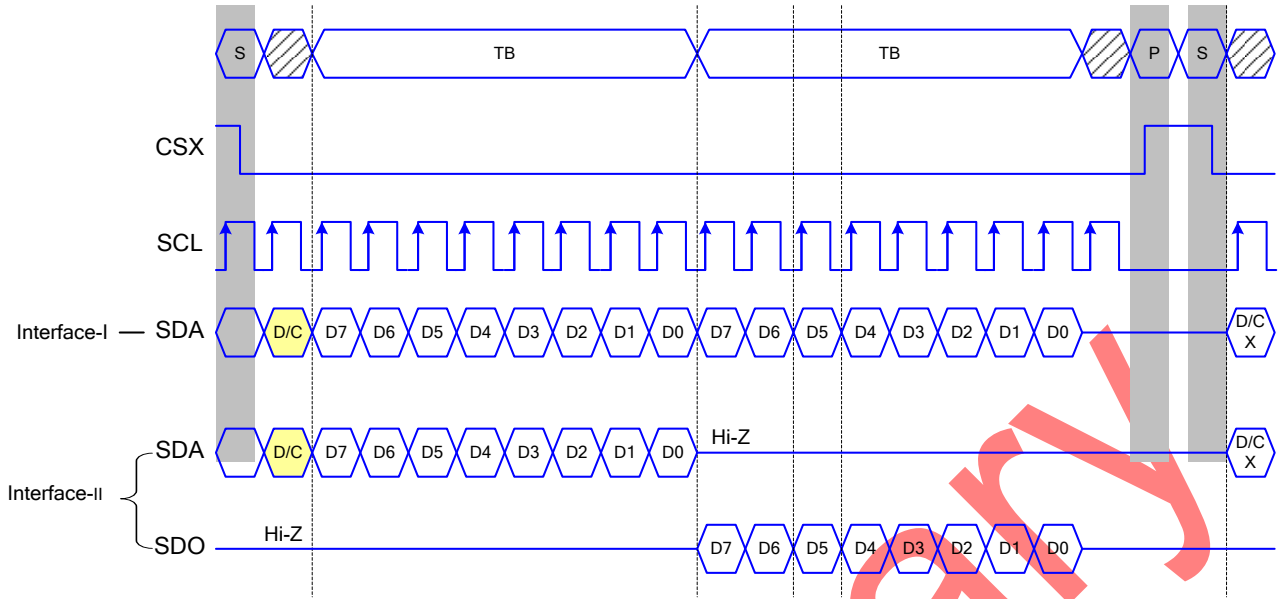 S TB TB P S
CSX
SCL
Interface-I SDA D/C D7 D6 D5 D4 D3 D2 D1 D0 D7 D6 D5 D4 D3 D2 D1 D0 D/C X
Hi-Z
SDA D/C D7 D6 D5 D4 D3 D2 D1 D0 D/C X
Interface-II
Hi-Z
SDO D7 D6 D5 D4 D3 D2 D1 D0
ary